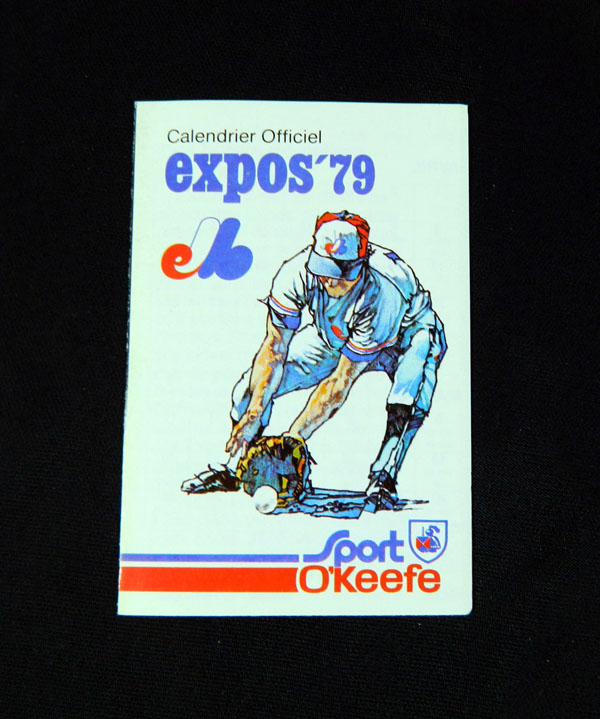 Calendrier Officiel
expos '79
Sport
O'Keefe